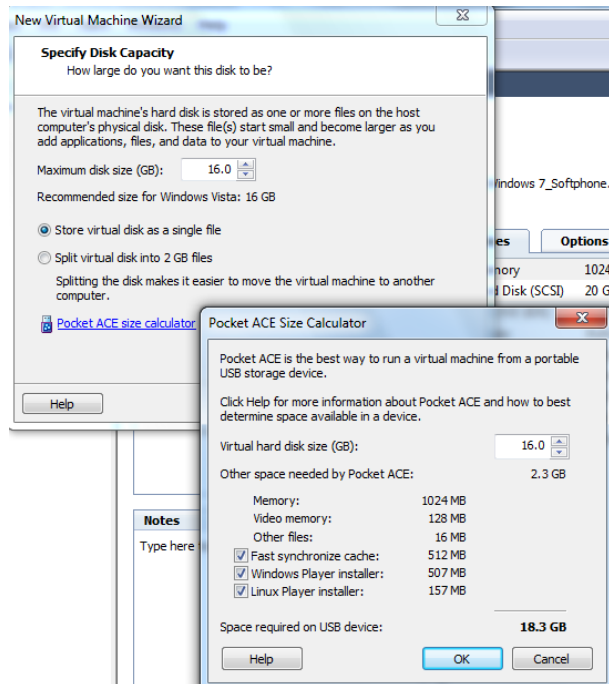 New Virtual Machine Wizard
Specify Disk Capacity
How large do you want this disk to be?
The virtual machine's hard disk is stored as one or more files on the host
computer's physical disk. These file(s) start small and become larger as you
add applications, files, and data to your virtual machine.
Maximum disk size (GB): 16.0
Recommended size for Windows Vista: 16 GB
Store virtual disk as a single file
Split virtual disk into 2 GB files
Splitting the disk makes it easier to move the virtual machine to another
computer.
Pocket ACE size calculator
Help
Windows 7_Softphone.
Options
1024
Disk (SCSI) 20 G
Notes
Type here
Pocket ACE Size Calculator
Pocket ACE is the best way to run a virtual machine from a portable
USB storage device.
Click Help for more information about Pocket ACE and how to best
determine space available in a device.
Virtual hard disk size (GB): 16.0
Other space needed by Pocket ACE: 2.3 GB
Memory: 1024 MB
Video memory: 128 MB
Other files: 16 MB
Fast synchronize cache: 512 MB
Windows Player installer: 507 MB
Linux Player installer: 157 MB
Space required on USB device: 18.3 GB
Help OK Cancel